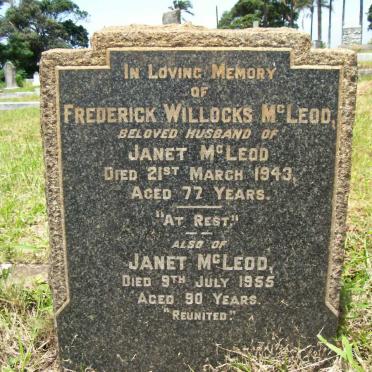 In Loving Memory
of
Frederick Willocks McLeod,
beloved husband of
Janet McLeod
Died 21st March 1943,
Aged 77 Years.
"At Rest."
also of
Janet McLeod,
Died 9th July 1955
Aged 90 Years.
"Reunited"